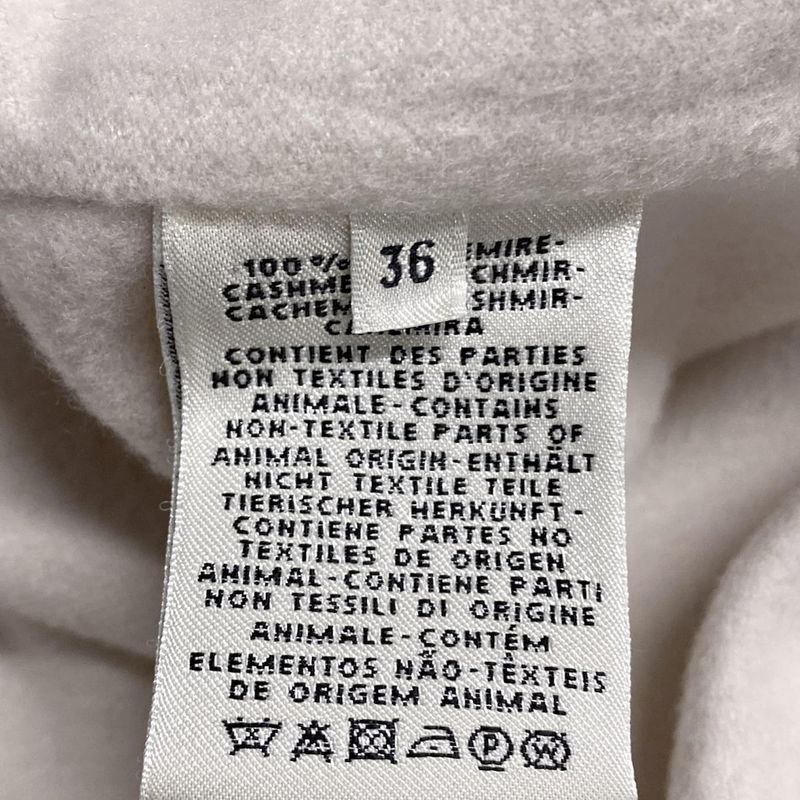 36
100%
CONTIENT DES PARTIES
NON TEXTILES D'ORIGINE
ANIMALE-CONTAINS
NON-TEXTILE PARTS OF
ANIMAL ORIGIN-ENTHÄLT
NICHT TEXTILE TEILE
TIERISCHER HERKUNFT-
CONTIENE PARTES NO
TEXTILES DE ORIGEN
ANIMAL-CONTIENE PARTI
NON TESSILI DI ORIGINE
ANIMALE-CONTÉM
ELEMENTOS NÃO-TÊXTEIS
DE ORIGEM ANIMAL
P W